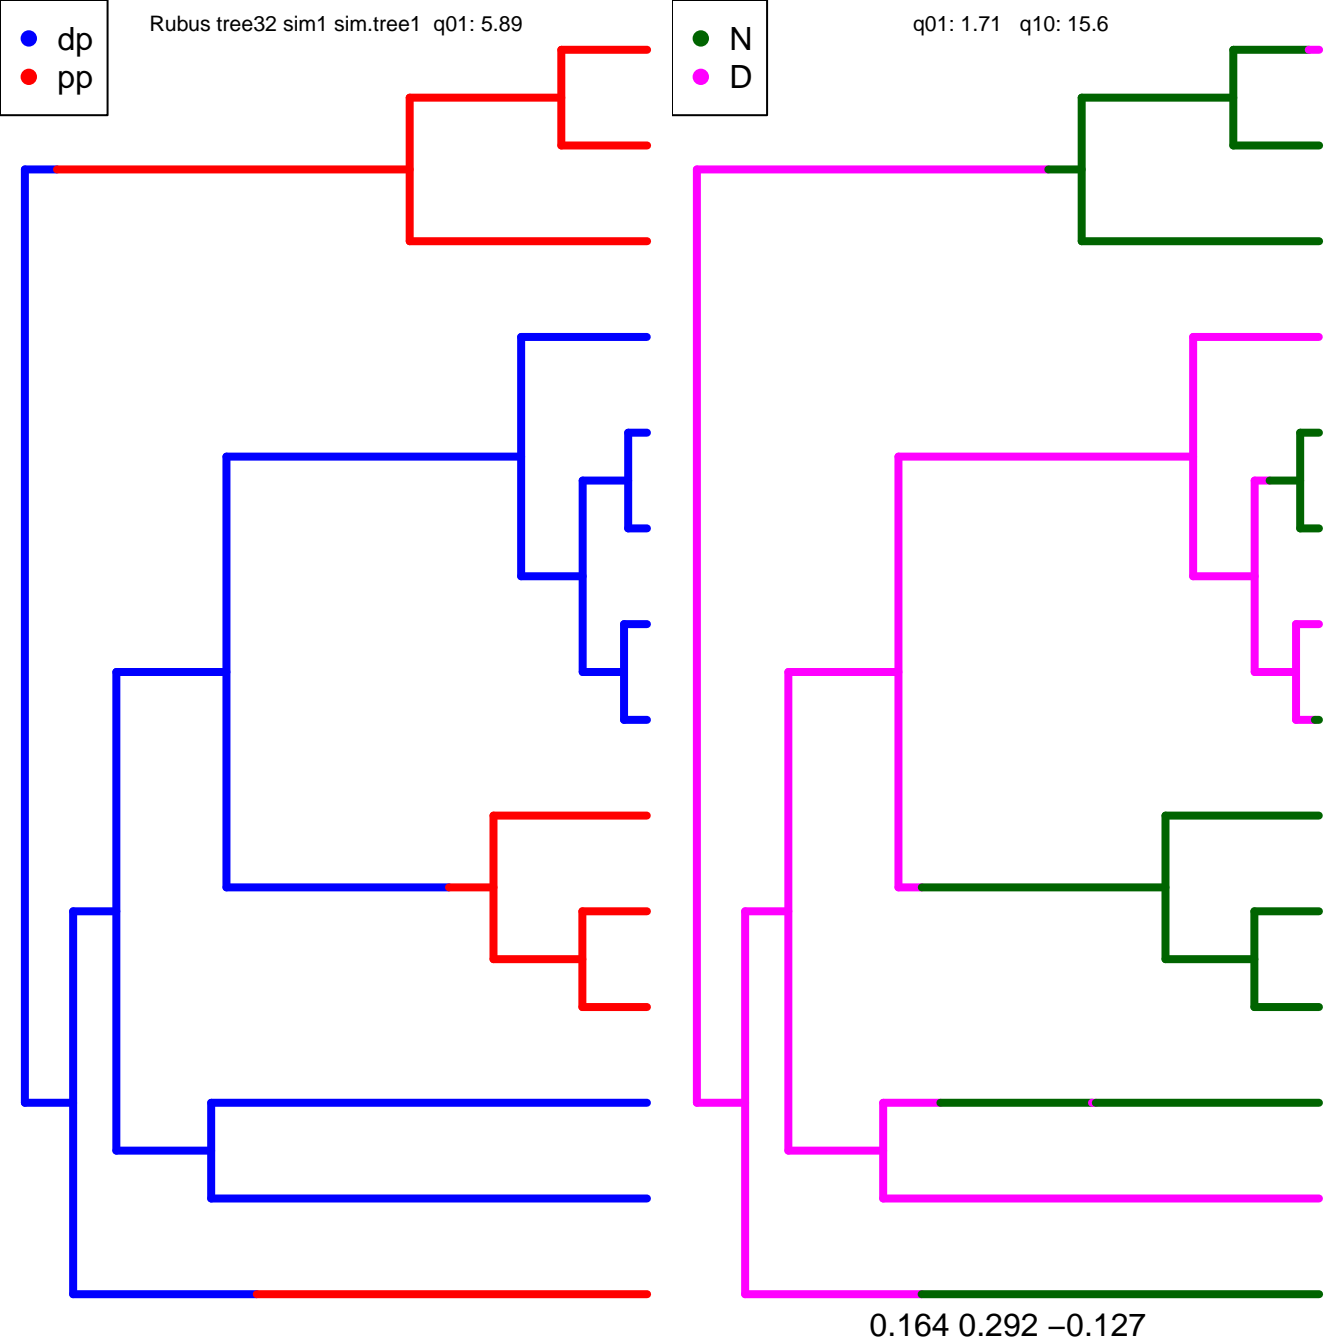 dp
pp
Rubus tree32 sim1 sim.tree1 q01: 5.89
N
D
q01: 1.71 q10: 15.6
0.164 0.292 −0.127